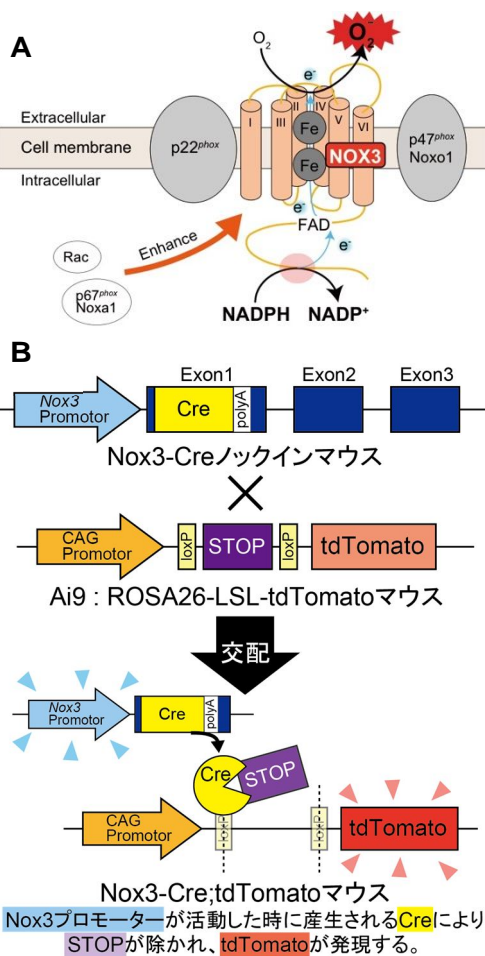 A
O₂
O₂⁻
e⁻
Extracellular
Cell membrane
Intracellular
p22phox
I
II
III
IV
V
VI
Fe
Fe
NOX3
p47phox
Noxo1
e⁻
FAD
e⁻
Enhance
Rac
p67phox
Noxa1
NADPH
NADP⁺
B
Nox3
Promotor
Exon1
Cre
polyA
Exon2
Exon3
Nox3-Creノックインマウス
CAG
Promotor
loxP
STOP
loxP
tdTomato
Ai9 : ROSA26-LSL-tdTomatoマウス
交配
Nox3
Promotor
Cre
polyA
Cre
STOP
CAG
Promotor
loxP
loxP
tdTomato
Nox3-Cre;tdTomatoマウス
Nox3プロモーターが活動した時に産生されるCreにより
STOPが除かれ、tdTomatoが発現する。